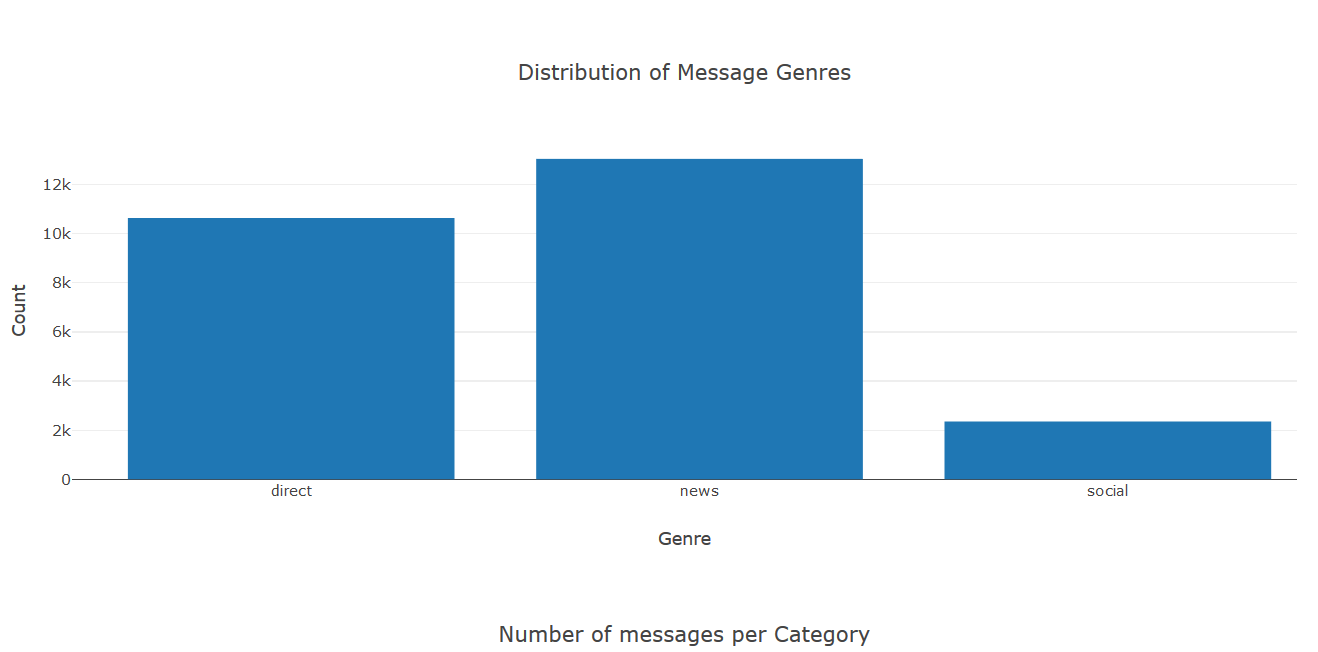 Distribution of Message Genres
12k
10k
8k
6k
4k
2k
0
Count
direct news social
Genre
Number of messages per Category